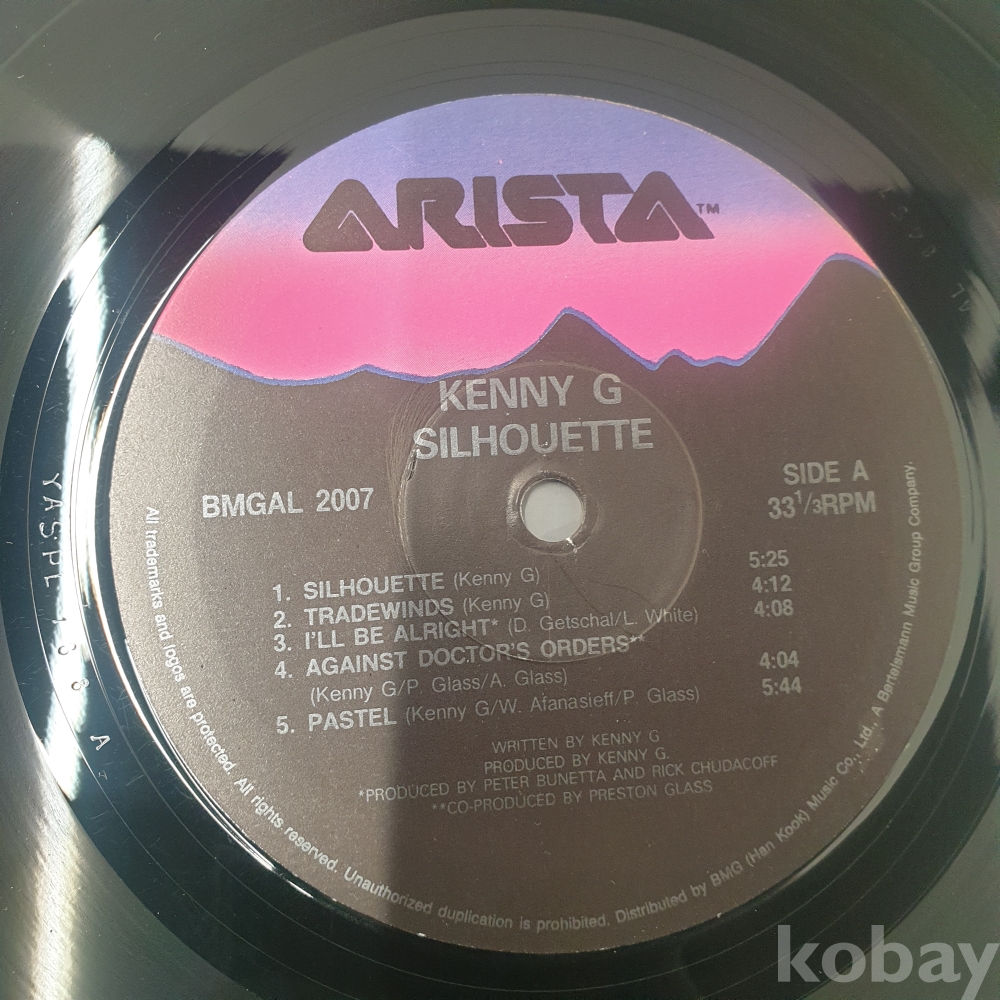 ARISTA™
KENNY G
SILHOUETTE
BMGAL 2007
SIDE A
33 1/3RPM
1. SILHOUETTE (Kenny G) 5:25
2. TRADEWINDS (Kenny G) 4:12
3. I'LL BE ALRIGHT* (D. Getschal/L. White) 4:08
4. AGAINST DOCTOR'S ORDERS**
(Kenny G/P. Glass/A. Glass) 4:04
5. PASTEL (Kenny G/W. Afanasieff/P. Glass) 5:44
WRITTEN BY KENNY G
PRODUCED BY KENNY G.
*PRODUCED BY PETER BUNETTA AND RICK CHUDACOFF
**CO-PRODUCED BY PRESTON GLASS
All trademarks and logos are protected. All rights reserved. Unauthorized duplication is prohibited. Distributed by BMG (Han Kook) Music Co., Ltd., A Bertelsmann Music Group Company.
kobay